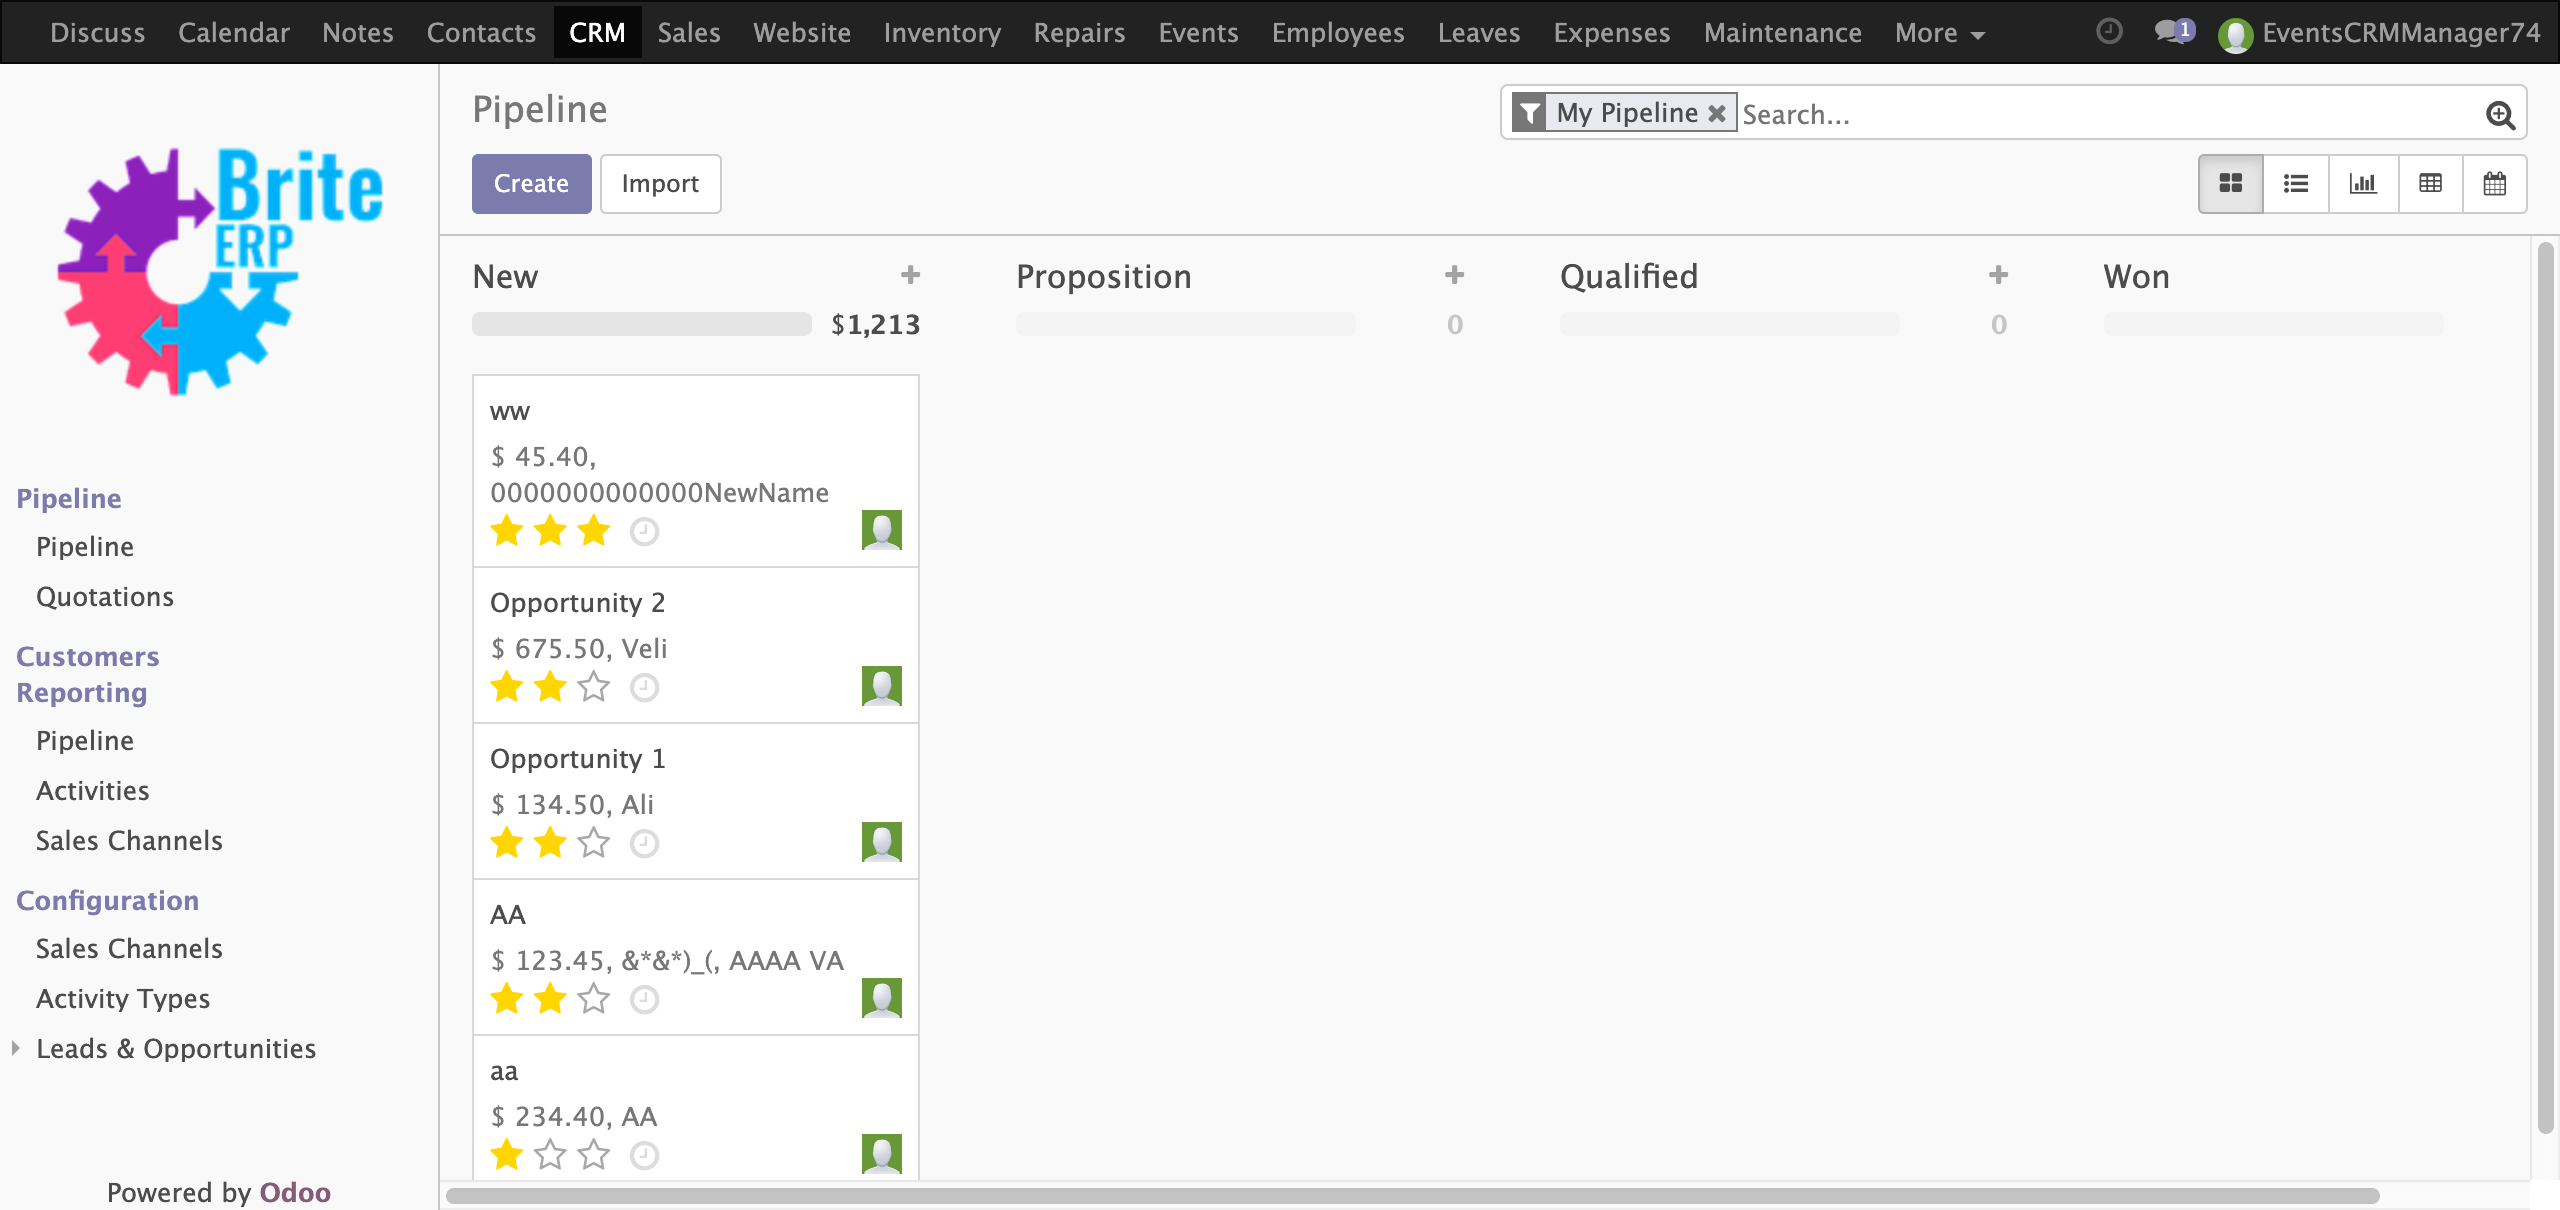 Discuss Calendar Notes Contacts CRM Sales Website Inventory Repairs Events Employees Leaves Expenses Maintenance More 1 EventsCRMManager74
Brite
ERP
Pipeline
Pipeline
Quotations
Customers
Reporting
Pipeline
Activities
Sales Channels
Configuration
Sales Channels
Activity Types
Leads & Opportunities
Powered by Odoo
Pipeline
My Pipeline Search...
Create Import
New + Proposition + Qualified + Won
$1,213 0 0
ww
$ 45.40,
0000000000000NewName
Opportunity 2
$ 675.50, Veli
Opportunity 1
$ 134.50, Ali
AA
$ 123.45, &*&*)_(, AAAA VA
aa
$ 234.40, AA